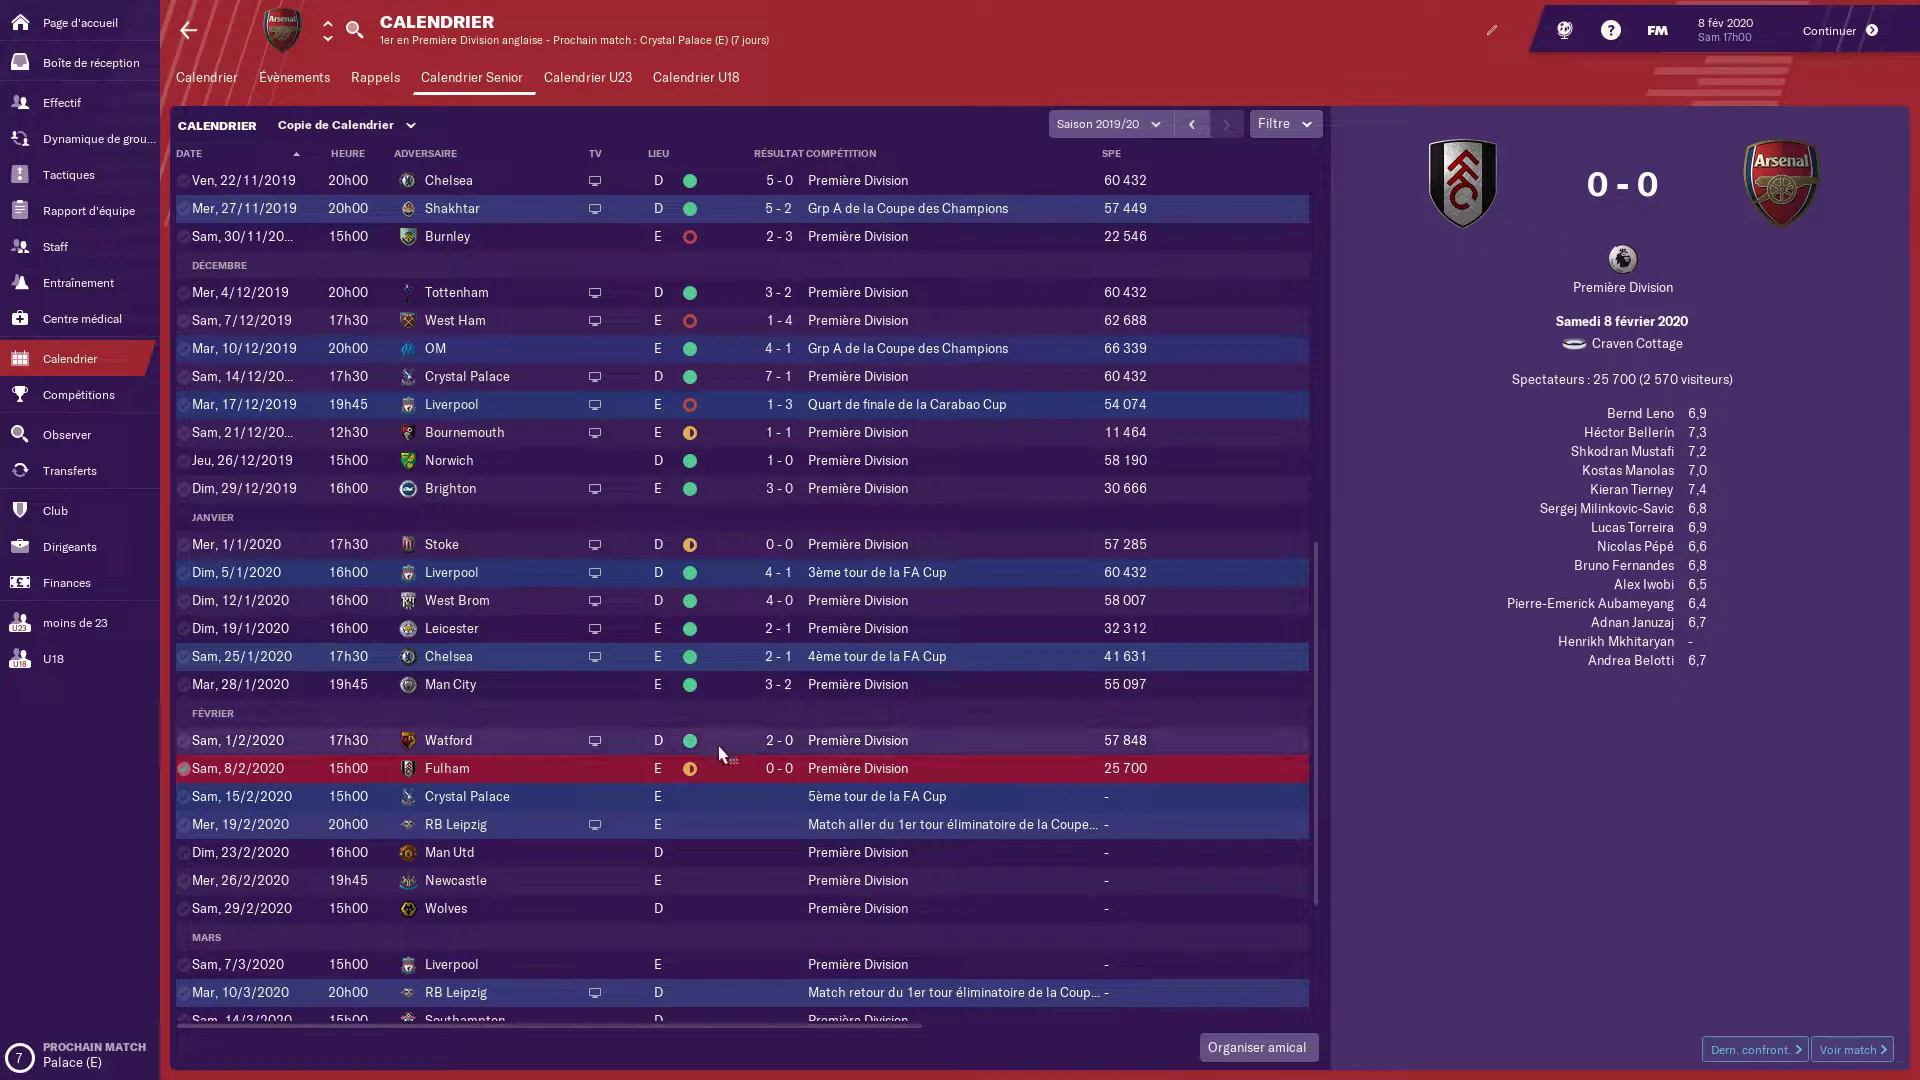 Page d'accueil
Boîte de réception
Effectif
Dynamique de grou...
Tactiques
Rapport d'équipe
Staff
Entraînement
Centre médical
Calendrier
Compétitions
Observer
Transferts
Club
Dirigeants
Finances
U23 moins de 23
U18 U18
7 PROCHAIN MATCH
Palace (E)
Arsenal
CALENDRIER
1er en Première Division anglaise - Prochain match : Crystal Palace (E) (7 jours)
? FM 8 fév 2020
Sam 17h00
Continuer
Calendrier Évènements Rappels Calendrier Senior Calendrier U23 Calendrier U18
CALENDRIER Copie de Calendrier Saison 2019/20 Filtre
DATE HEURE ADVERSAIRE TV LIEU RÉSULTAT COMPÉTITION SPE
Ven, 22/11/2019 20h00 Chelsea D 5 - 0 Première Division 60 432
Mer, 27/11/2019 20h00 Shakhtar D 5 - 2 Grp A de la Coupe des Champions 57 449
Sam, 30/11/20... 15h00 Burnley E 2 - 3 Première Division 22 546
DÉCEMBRE
Mer, 4/12/2019 20h00 Tottenham D 3 - 2 Première Division 60 432
Sam, 7/12/2019 17h30 West Ham E 1 - 4 Première Division 62 688
Mar, 10/12/2019 20h00 OM E 4 - 1 Grp A de la Coupe des Champions 66 339
Sam, 14/12/20... 17h30 Crystal Palace D 7 - 1 Première Division 60 432
Mar, 17/12/2019 19h45 Liverpool E 1 - 3 Quart de finale de la Carabao Cup 54 074
Sam, 21/12/20... 12h30 Bournemouth E 1 - 1 Première Division 11 464
Jeu, 26/12/2019 15h00 Norwich D 1 - 0 Première Division 58 190
Dim, 29/12/2019 16h00 Brighton E 3 - 0 Première Division 30 666
JANVIER
Mer, 1/1/2020 17h30 Stoke D 0 - 0 Première Division 57 285
Dim, 5/1/2020 16h00 Liverpool D 4 - 1 3ème tour de la FA Cup 60 432
Dim, 12/1/2020 16h00 West Brom D 4 - 0 Première Division 58 007
Dim, 19/1/2020 16h00 Leicester E 2 - 1 Première Division 32 312
Sam, 25/1/2020 17h30 Chelsea E 2 - 1 4ème tour de la FA Cup 41 631
Mar, 28/1/2020 19h45 Man City E 3 - 2 Première Division 55 097
FÉVRIER
Sam, 1/2/2020 17h30 Watford D 2 - 0 Première Division 57 848
Sam, 8/2/2020 15h00 Fulham E 0 - 0 Première Division 25 700
Sam, 15/2/2020 15h00 Crystal Palace E 5ème tour de la FA Cup -
Mer, 19/2/2020 20h00 RB Leipzig E Match aller du 1er tour éliminatoire de la Coupe... -
Dim, 23/2/2020 16h00 Man Utd D Première Division -
Mer, 26/2/2020 19h45 Newcastle E Première Division -
Sam, 29/2/2020 15h00 Wolves D Première Division -
MARS
Sam, 7/3/2020 15h00 Liverpool E Première Division -
Mar, 10/3/2020 20h00 RB Leipzig D Match retour du 1er tour éliminatoire de la Coup... -
Sam, 14/3/2020 15h00 Southampton D Première Division
Organiser amical
FFC 0 - 0 Arsenal
Première Division
Samedi 8 février 2020
Craven Cottage
Spectateurs : 25 700 (2 570 visiteurs)
Bernd Leno 6,9
Héctor Bellerín 7,3
Shkodran Mustafi 7,2
Kostas Manolas 7,0
Kieran Tierney 7,4
Sergej Milinkovic-Savic 6,8
Lucas Torreira 6,9
Nicolas Pépé 6,6
Bruno Fernandes 6,8
Alex Iwobi 6,5
Pierre-Emerick Aubameyang 6,4
Adnan Januzaj 6,7
Henrikh Mkhitaryan -
Andrea Belotti 6,7
Dern. confront. Voir match